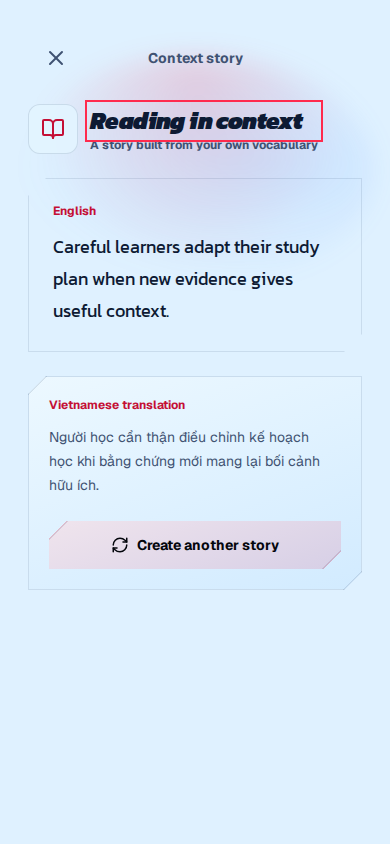 Context story
Reading in context
A story built from your own vocabulary
English
Careful learners adapt their study
plan when new evidence gives
useful context.
Vietnamese translation
Người học cẩn thận điều chỉnh kế hoạch
học khi bằng chứng mới mang lại bối cảnh
hữu ích.
Create another story